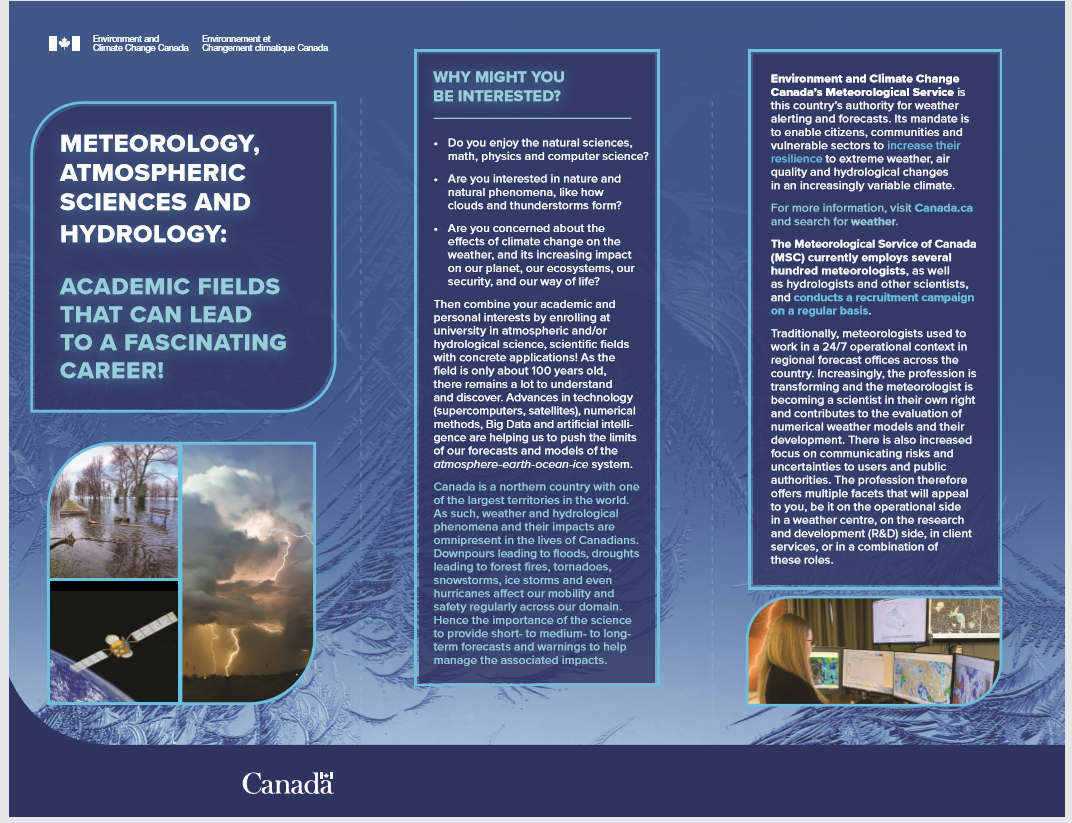 Environment and
Climate Change Canada
Environnement et
Changement climatique Canada
METEOROLOGY,
ATMOSPHERIC
SCIENCES AND
HYDROLOGY:
ACADEMIC FIELDS
THAT CAN LEAD
TO A FASCINATING
CAREER!
Canada
WHY MIGHT YOU
BE INTERESTED?
• Do you enjoy the natural sciences,
math, physics and computer science?
• Are you interested in nature and
natural phenomena, like how
clouds and thunderstorms form?
• Are you concerned about the
effects of climate change on the
weather, and its increasing impact
on our planet, our ecosystems, our
security, and our way of life?
Then combine your academic and
personal interests by enrolling at
university in atmospheric and/or
hydrological science, scientific fields
with concrete applications! As the
field is only about 100 years old,
there remains a lot to understand
and discover. Advances in technology
(supercomputers, satellites), numerical
methods, Big Data and artificial intelli-
gence are helping us to push the limits
of our forecasts and models of the
atmosphere-earth-ocean-ice system.
Canada is a northern country with one
of the largest territories in the world.
As such, weather and hydrological
phenomena and their impacts are
omnipresent in the lives of Canadians.
Downpours leading to floods, droughts
leading to forest fires, tornadoes,
snowstorms, ice storms and even
hurricanes affect our mobility and
safety regularly across our domain.
Hence the importance of the science
to provide short- to medium- to long-
term forecasts and warnings to help
manage the associated impacts.
Environment and Climate Change
Canada's Meteorological Service is
this country's authority for weather
alerting and forecasts. Its mandate is
to enable citizens, communities and
vulnerable sectors to increase their
resilience to extreme weather, air
quality and hydrological changes
in an increasingly variable climate.
For more information, visit Canada.ca
and search for weather.
The Meteorological Service of Canada
(MSC) currently employs several
hundred meteorologists, as well
as hydrologists and other scientists,
and conducts a recruitment campaign
on a regular basis.
Traditionally, meteorologists used to
work in a 24/7 operational context in
regional forecast offices across the
country. Increasingly, the profession is
transforming and the meteorologist is
becoming a scientist in their own right
and contributes to the evaluation of
numerical weather models and their
development. There is also increased
focus on communicating risks and
uncertainties to users and public
authorities. The profession therefore
offers multiple facets that will appeal
to you, be it on the operational side
in a weather centre, on the research
and development (R&D) side, in client
services, or in a combination of
these roles.